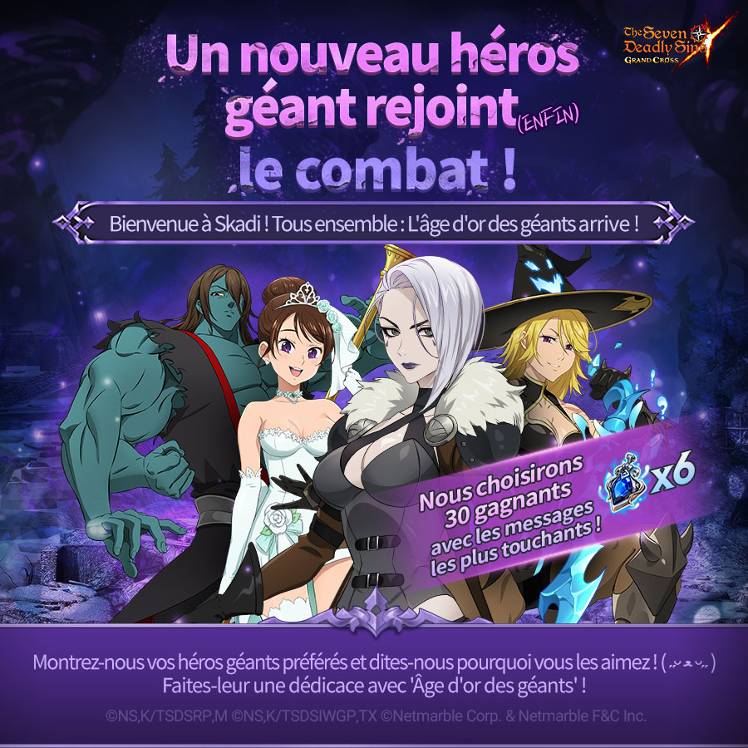 The Seven
Deadly Sins
GRAND CROSS
Un nouveau héros
géant rejoint
(ENFIN)
le combat !
Bienvenue à Skadi ! Tous ensemble : L'âge d'or des géants arrive !
Nous choisirons
30 gagnants
avec les messages
les plus touchants !
x6
Montrez-nous vos héros géants préférés et dites-nous pourquoi vous les aimez ! ( ˶ᵔ ᵕ ᵔ˶ )
Faites-leur une dédicace avec 'Âge d'or des géants' !
©NS,K/TSDSRP,M ©NS,K/TSDSIWGP,TX ©Netmarble Corp. & Netmarble F&C Inc.